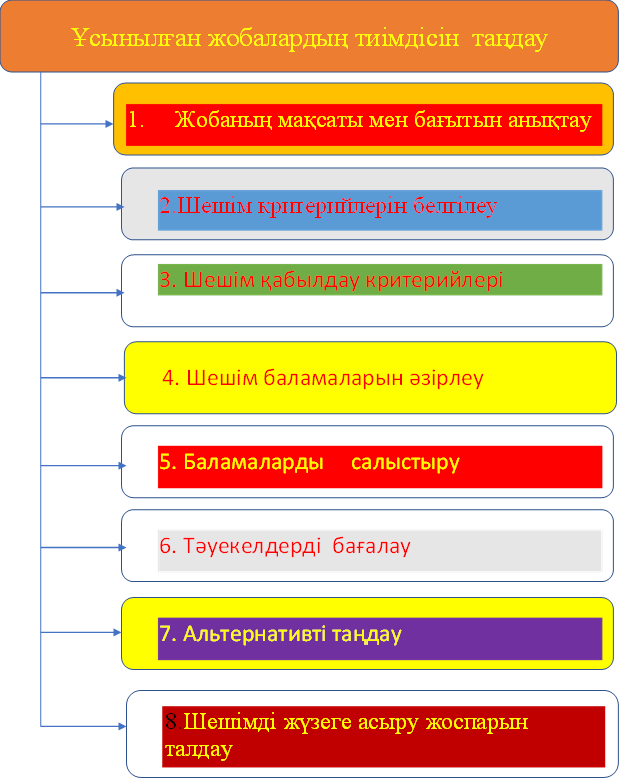 Ұсынылған жобалардың тиімдісін таңдау
1. Жобаның мақсаты мен бағытын анықтау
2.Шешім критерийлерін белгілеу
3. Шешім қабылдау критерийлері
4. Шешім баламаларын әзірлеу
5. Баламаларды салыстыру
6. Тәуекелдерді бағалау
7. Альтернативті таңдау
8.Шешімді жүзеге асыру жоспарын
талдау